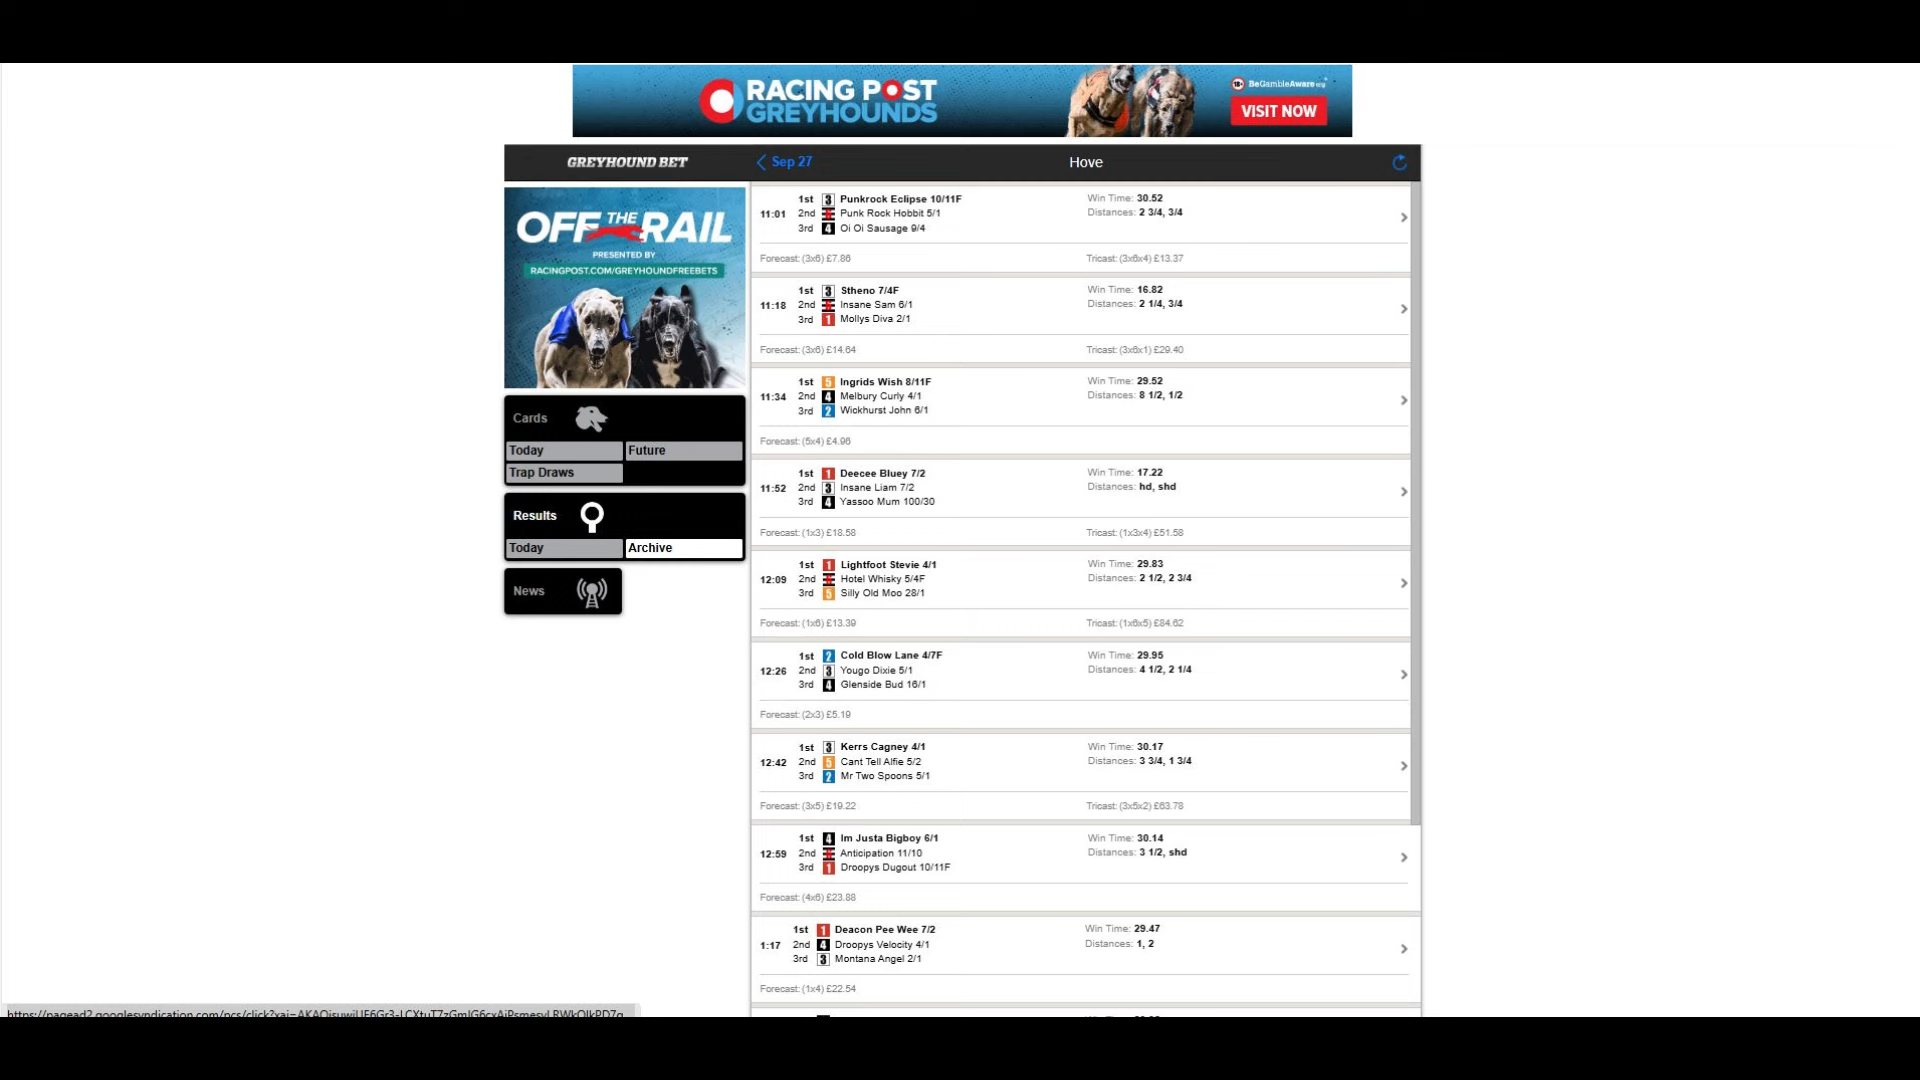 RACING POST
GREYHOUNDS
18+ BeGambleAware.org
VISIT NOW
GREYHOUND BET
Sep 27
Hove
OFF THE RAIL
PRESENTED BY
RACINGPOST.COM/GREYHOUNDFREEBETS
Cards
Today
Future
Trap Draws
Results
Today
Archive
News
11:01
1st 3 Punkrock Eclipse 10/11F
2nd 6 Punk Rock Hobbit 5/1
3rd 4 Oi Oi Sausage 9/4
Win Time: 30.52
Distances: 2 3/4, 3/4
Forecast: (3x6) £7.86
Tricast: (3x6x4) £13.37
11:18
1st 3 Stheno 7/4F
2nd 6 Insane Sam 6/1
3rd 1 Mollys Diva 2/1
Win Time: 16.82
Distances: 2 1/4, 3/4
Forecast: (3x6) £14.64
Tricast: (3x6x1) £29.40
11:34
1st 5 Ingrids Wish 8/11F
2nd 4 Melbury Curly 4/1
3rd 2 Wickhurst John 6/1
Win Time: 29.52
Distances: 8 1/2, 1/2
Forecast: (5x4) £4.96
11:52
1st 1 Deecee Bluey 7/2
2nd 3 Insane Liam 7/2
3rd 4 Yassoo Mum 100/30
Win Time: 17.22
Distances: hd, shd
Forecast: (1x3) £18.58
Tricast: (1x3x4) £51.58
12:09
1st 1 Lightfoot Stevie 4/1
2nd 6 Hotel Whisky 5/4F
3rd 5 Silly Old Moo 28/1
Win Time: 29.83
Distances: 2 1/2, 2 3/4
Forecast: (1x6) £13.39
Tricast: (1x6x5) £84.62
12:26
1st 2 Cold Blow Lane 4/7F
2nd 3 Yougo Dixie 5/1
3rd 4 Glenside Bud 16/1
Win Time: 29.95
Distances: 4 1/2, 2 1/4
Forecast: (2x3) £5.19
12:42
1st 3 Kerrs Cagney 4/1
2nd 5 Cant Tell Alfie 5/2
3rd 2 Mr Two Spoons 5/1
Win Time: 30.17
Distances: 3 3/4, 1 3/4
Forecast: (3x5) £19.22
Tricast: (3x5x2) £63.78
12:59
1st 4 Im Justa Bigboy 6/1
2nd 6 Anticipation 11/10
3rd 1 Droopys Dugout 10/11F
Win Time: 30.14
Distances: 3 1/2, shd
Forecast: (4x6) £23.88
1:17
1st 1 Deacon Pee Wee 7/2
2nd 4 Droopys Velocity 4/1
3rd 3 Montana Angel 2/1
Win Time: 29.47
Distances: 1, 2
Forecast: (1x4) £22.54